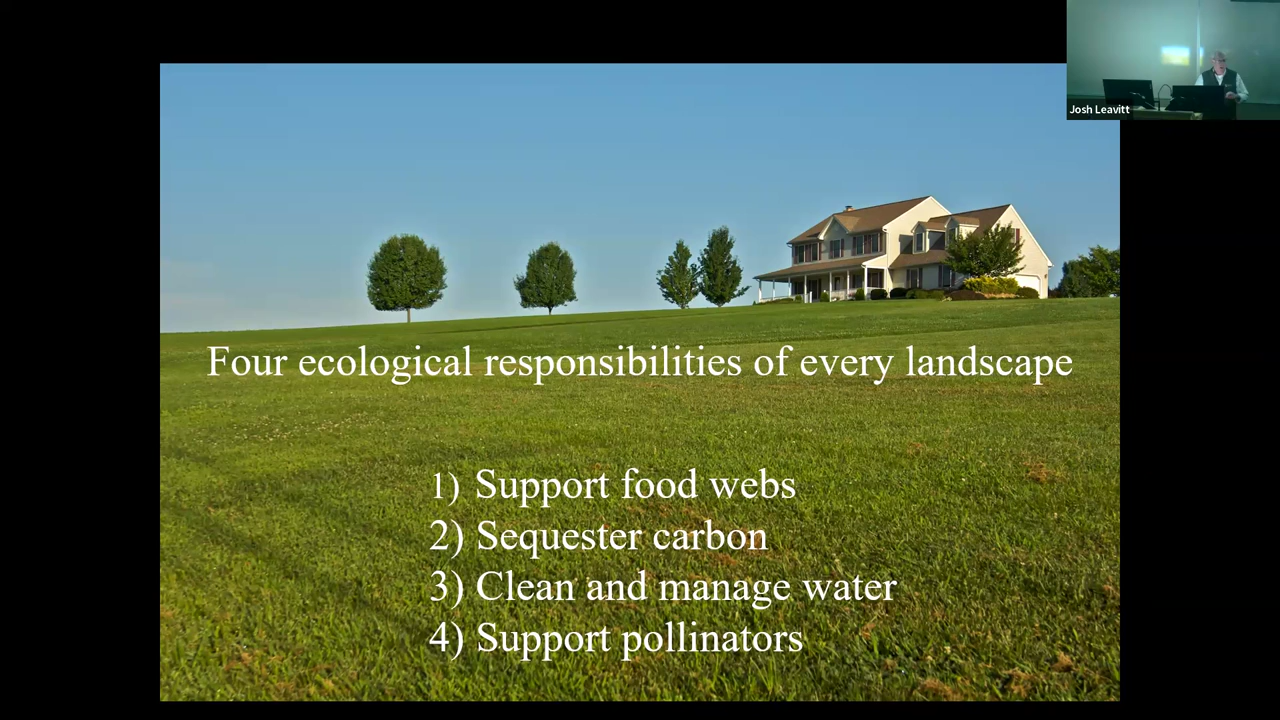 Josh Leavitt
Four ecological responsibilities of every landscape
1) Support food webs
2) Sequester carbon
3) Clean and manage water
4) Support pollinators